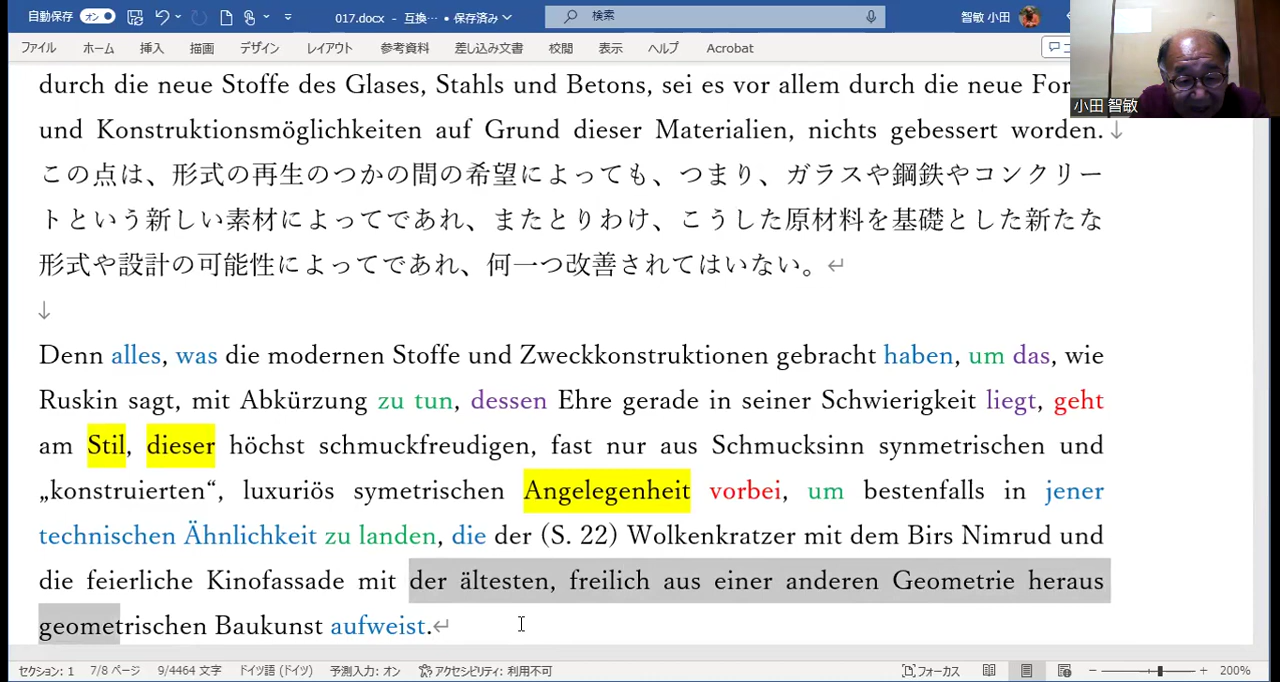 自動保存 オン 017.docx - 互換… • 保存済み 検索 智敏 小田
ファイル ホーム 挿入 描画 デザイン レイアウト 参考資料 差し込み文書 校閲 表示 ヘルプ Acrobat
小田 智敏
durch die neue Stoffe des Glases, Stahls und Betons, sei es vor allem durch die neue
und Konstruktionsmöglichkeiten auf Grund dieser Materialien, nichts gebessert worden.↓
この点は、形式の再生のつかの間の希望によっても、つまり、ガラスや鋼鉄やコンクリー
トという新しい素材によってであれ、またとりわけ、こうした原材料を基礎とした新たな
形式や設計の可能性によってであれ、何一つ改善されてはいない。↵
↓
Denn alles, was die modernen Stoffe und Zweckkonstruktionen gebracht haben, um das, wie
Ruskin sagt, mit Abkürzung zu tun, dessen Ehre gerade in seiner Schwierigkeit liegt, geht
am Stil, dieser höchst schmuckfreudigen, fast nur aus Schmucksinn synmetrischen und
„konstruierten“, luxuriös symetrischen Angelegenheit vorbei, um bestenfalls in jener
technischen Ähnlichkeit zu landen, die der (S. 22) Wolkenkratzer mit dem Birs Nimrud und
die feierliche Kinofassade mit der ältesten, freilich aus einer anderen Geometrie heraus
geometrischen Baukunst aufweist.↵
セクション: 1 7/8 ページ 9/4464 文字 ドイツ語 (ドイツ) 予測入力: オン アクセシビリティ: 利用不可 フォーカス 200%